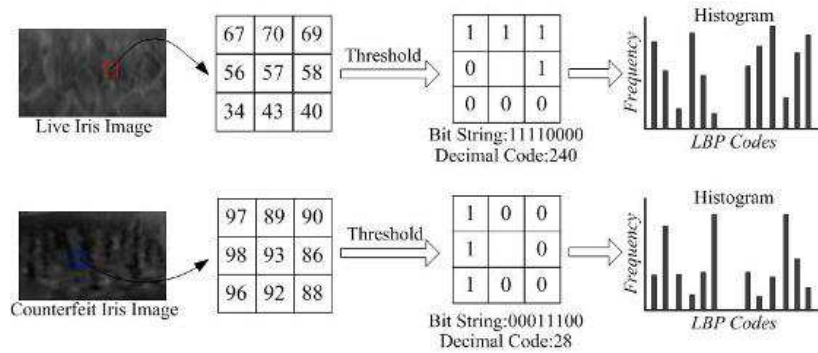 67 70 69
56 57 58
34 43 40
Live Iris Image
Threshold
1 1 1
0 1
0 0 0
Bit String:11110000
Decimal Code:240
Histogram
Frequency
LBP Codes
97 89 90
98 93 86
96 92 88
Counterfeit Iris Image
Threshold
1 0 0
1 0
1 0 0
Bit String:00011100
Decimal Code:28
Histogram
Frequency
LBP Codes